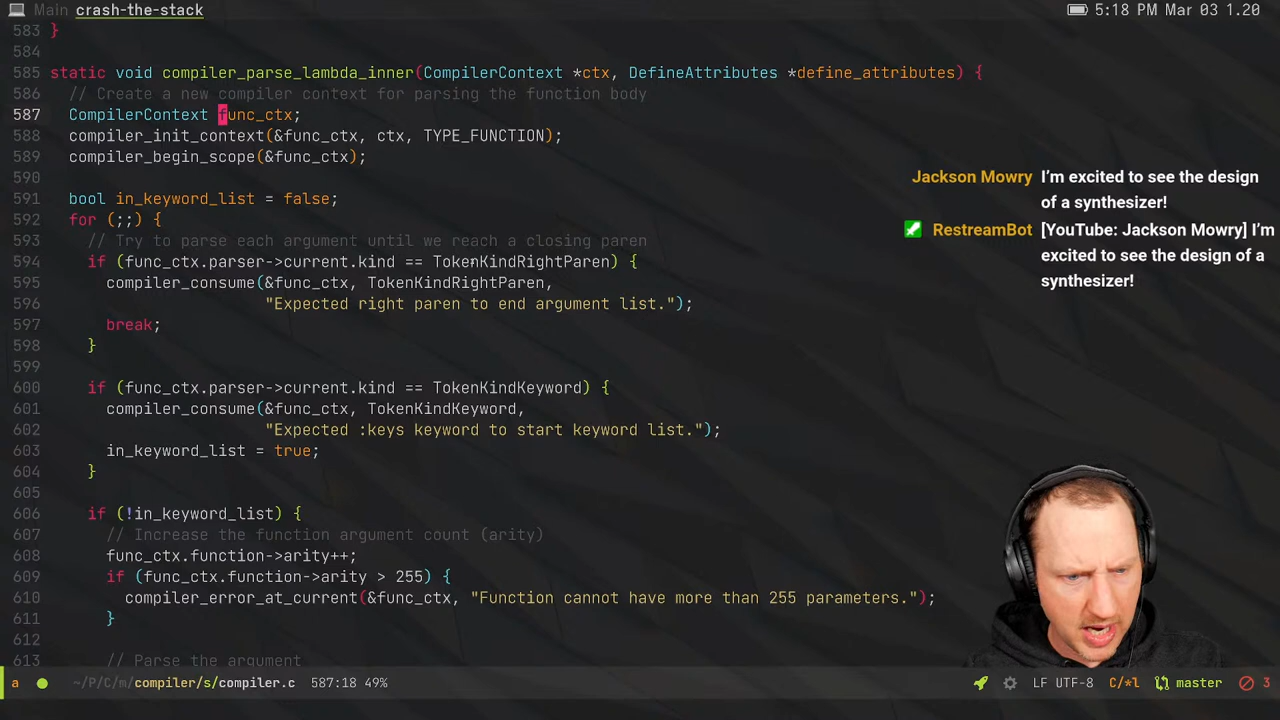 Main crash-the-stack
5:18 PM Mar 03 1.20
583 }
584
585 static void compiler_parse_lambda_inner(CompilerContext *ctx, DefineAttributes *define_attributes) {
586 // Create a new compiler context for parsing the function body
587 CompilerContext func_ctx;
588 compiler_init_context(&func_ctx, ctx, TYPE_FUNCTION);
589 compiler_begin_scope(&func_ctx);
590
591 bool in_keyword_list = false;
592 for (;;) {
593 // Try to parse each argument until we reach a closing paren
594 if (func_ctx.parser->current.kind == TokenKindRightParen) {
595 compiler_consume(&func_ctx, TokenKindRightParen,
596 "Expected right paren to end argument list.");
597 break;
598 }
599
600 if (func_ctx.parser->current.kind == TokenKindKeyword) {
601 compiler_consume(&func_ctx, TokenKindKeyword,
602 "Expected :keys keyword to start keyword list.");
603 in_keyword_list = true;
604 }
605
606 if (!in_keyword_list) {
607 // Increase the function argument count (arity)
608 func_ctx.function->arity++;
609 if (func_ctx.function->arity > 255) {
610 compiler_error_at_current(&func_ctx, "Function cannot have more than 255 parameters.");
611 }
612
613 // Parse the argument
Jackson Mowry I'm excited to see the design
of a synthesizer!
RestreamBot [YouTube: Jackson Mowry] I'm
excited to see the design of a
synthesizer!
a ~/P/C/m/compiler/s/compiler.c 587:18 49%
LF UTF-8 C/*l master 3